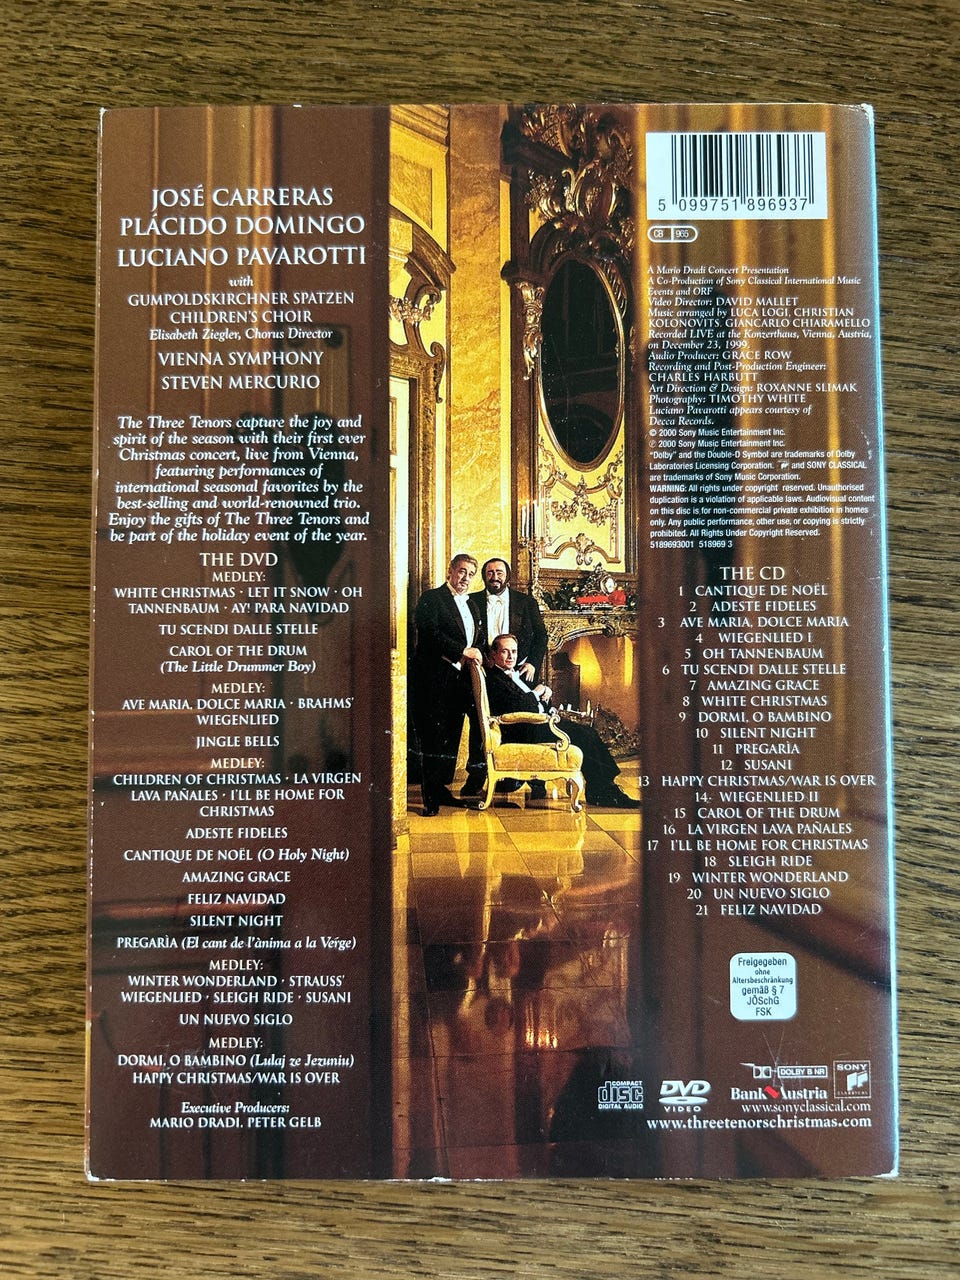 JOSÉ CARRERAS
PLÁCIDO DOMINGO
LUCIANO PAVAROTTI
with
GUMPOLDSKIRCHNER SPATZEN
CHILDREN'S CHOIR
Elisabeth Ziegler, Chorus Director
VIENNA SYMPHONY
STEVEN MERCURIO
The Three Tenors capture the joy and
spirit of the season with their first ever
Christmas concert, live from Vienna,
featuring performances of
international seasonal favorites by the
best-selling and world-renowned trio.
Enjoy the gifts of The Three Tenors and
be part of the holiday event of the year.
THE DVD
MEDLEY:
WHITE CHRISTMAS · LET IT SNOW · OH
TANNENBAUM · AY! PARA NAVIDAD
TU SCENDI DALLE STELLE
CAROL OF THE DRUM
(The Little Drummer Boy)
MEDLEY:
AVE MARIA, DOLCE MARIA · BRAHMS'
WIEGENLIED
JINGLE BELLS
MEDLEY:
CHILDREN OF CHRISTMAS · LA VIRGEN
LAVA PAÑALES · I'LL BE HOME FOR
CHRISTMAS
ADESTE FIDELES
CANTIQUE DE NOËL (O Holy Night)
AMAZING GRACE
FELIZ NAVIDAD
SILENT NIGHT
PREGARÌA (El cant de l'ànima a la Verge)
MEDLEY:
WINTER WONDERLAND · STRAUSS'
WIEGENLIED · SLEIGH RIDE · SUSANI
UN NUEVO SIGLO
MEDLEY:
DORMI, O BAMBINO (Lulaj ze Jezuniu)
HAPPY CHRISTMAS/WAR IS OVER
Executive Producers:
MARIO DRADI, PETER GELB
5 099751 896937
CB 965
A Mario Dradi Concert Presentation
A Co-Production of Sony Classical International Music
Events and ORF
Video Director: DAVID MALLET
Music arranged by LUCA LOGI, CHRISTIAN
KOLONOVITS, GIANCARLO CHIARAMELLO
Recorded LIVE at the Konzerthaus, Vienna, Austria,
on December 23, 1999.
Audio Producer: GRACE ROW
Recording and Post-Production Engineer:
CHARLES HARBUTT
Art Direction & Design: ROXANNE SLIMAK
Photography: TIMOTHY WHITE
Luciano Pavarotti appears courtesy of
Decca Records.
© 2000 Sony Music Entertainment Inc.
℗ 2000 Sony Music Entertainment Inc.
"Dolby" and the Double-D Symbol are trademarks of Dolby
Laboratories Licensing Corporation. and SONY CLASSICAL
are trademarks of Sony Music Corporation.
WARNING: All rights under copyright reserved. Unauthorised
duplication is a violation of applicable laws. Audiovisual content
on this disc is for non-commercial private exhibition in homes
only. Any public performance, other use, or copying is strictly
prohibited. All Rights Under Copyright Reserved.
5189693001 518969 3
THE CD
1 CANTIQUE DE NOËL
2 ADESTE FIDELES
3 AVE MARIA, DOLCE MARIA
4 WIEGENLIED I
5 OH TANNENBAUM
6 TU SCENDI DALLE STELLE
7 AMAZING GRACE
8 WHITE CHRISTMAS
9 DORMI, O BAMBINO
10 SILENT NIGHT
11 PREGARÌA
12 SUSANI
13 HAPPY CHRISTMAS/WAR IS OVER
14 WIEGENLIED II
15 CAROL OF THE DRUM
16 LA VIRGEN LAVA PAÑALES
17 I'LL BE HOME FOR CHRISTMAS
18 SLEIGH RIDE
19 WINTER WONDERLAND
20 UN NUEVO SIGLO
21 FELIZ NAVIDAD
Freigegeben
ohne
Altersbeschränkung
gemäß § 7
JÖSchG
FSK
COMPACT
disc
DIGITAL AUDIO
DVD
VIDEO
DOLBY B NR
SONY
CLASSICAL
Bank Austria
www.sonyclassical.com
www.threetenorschristmas.com